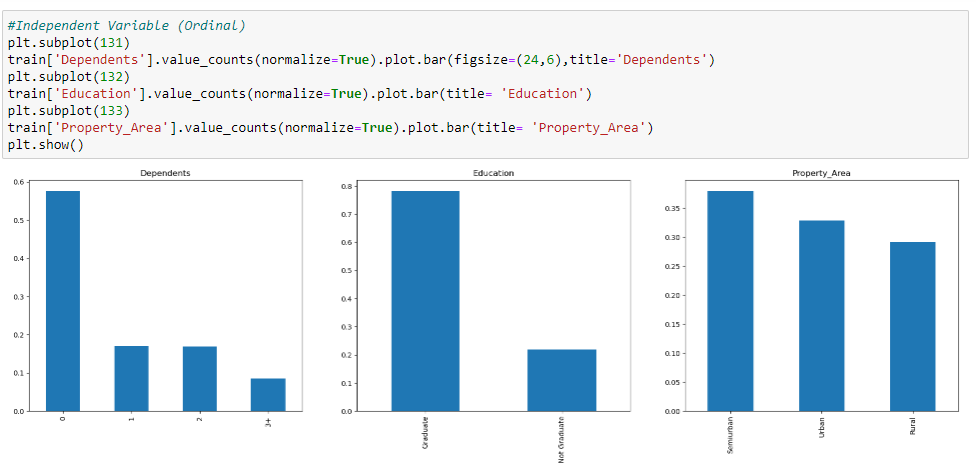 #Independent Variable (Ordinal)
plt.subplot(131)
train['Dependents'].value_counts(normalize=True).plot.bar(figsize=(24,6),title='Dependents')
plt.subplot(132)
train['Education'].value_counts(normalize=True).plot.bar(title= 'Education')
plt.subplot(133)
train['Property_Area'].value_counts(normalize=True).plot.bar(title= 'Property_Area')
plt.show()
Dependents
0.6
0.5
0.4
0.3
0.2
0.1
0.0
0
1
2
3+
Education
0.8
0.7
0.6
0.5
0.4
0.3
0.2
0.1
0.0
Graduate
Not Graduate
Property_Area
0.35
0.30
0.25
0.20
0.15
0.10
0.05
0.00
Semiurban
Urban
Rural